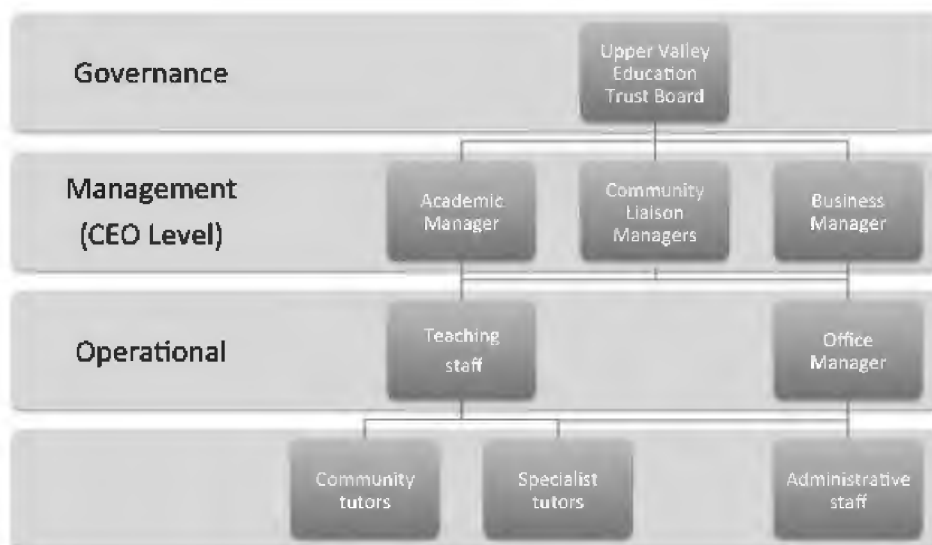 Governance
Upper Valley
Education
Trust Board
Management
(CEO Level)
Academic
Manager
Community
Liaison
Managers
Business
Manager
Operational
Teaching
staff
Office
Manager
Community
tutors
Specialist
tutors
Administrative
staff